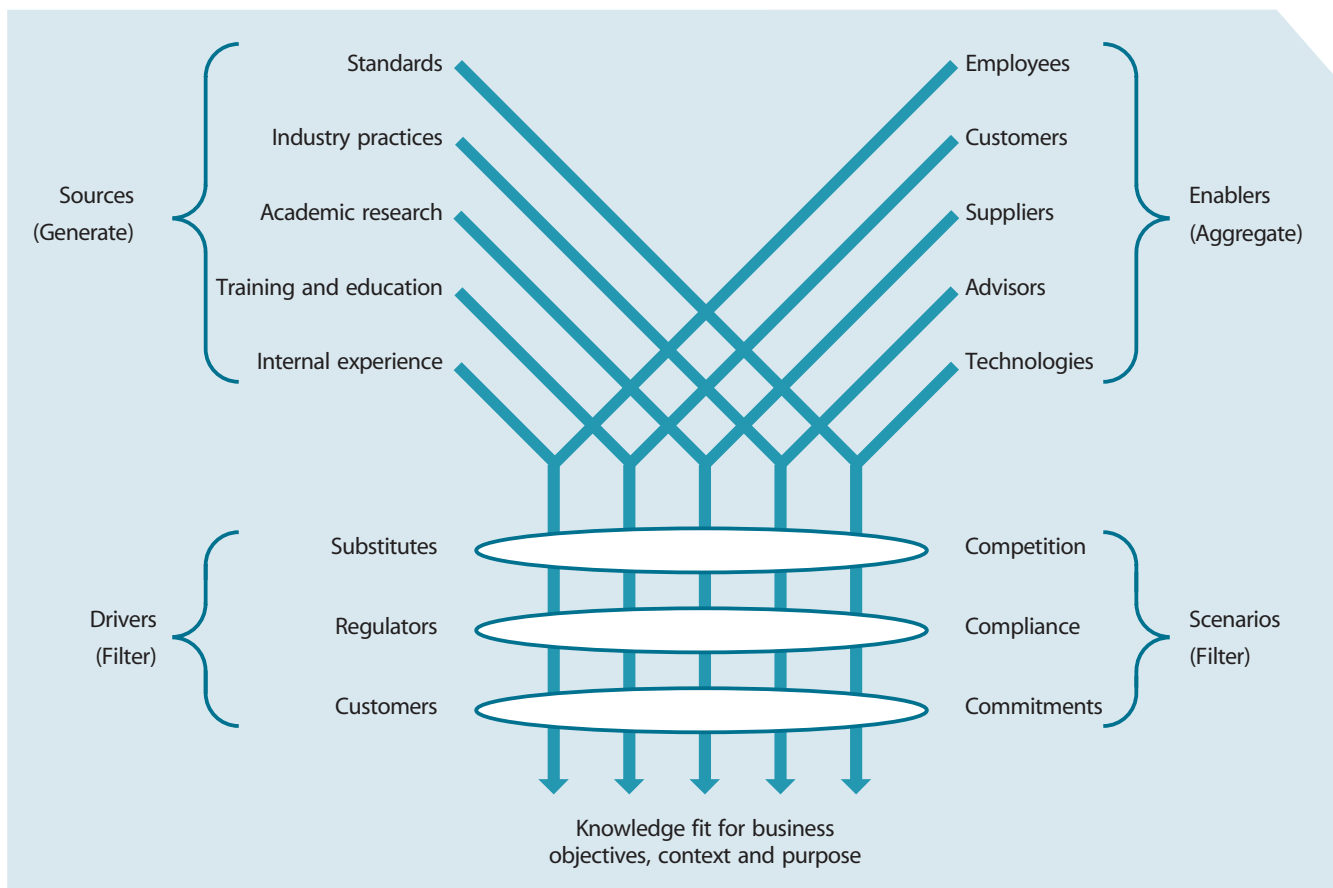 Standards
Industry practices
Academic research
Training and education
Internal experience
Sources
(Generate)
Employees
Customers
Suppliers
Advisors
Technologies
Enablers
(Aggregate)
Substitutes
Regulators
Customers
Drivers
(Filter)
Competition
Compliance
Commitments
Scenarios
(Filter)
Knowledge fit for business
objectives, context and purpose